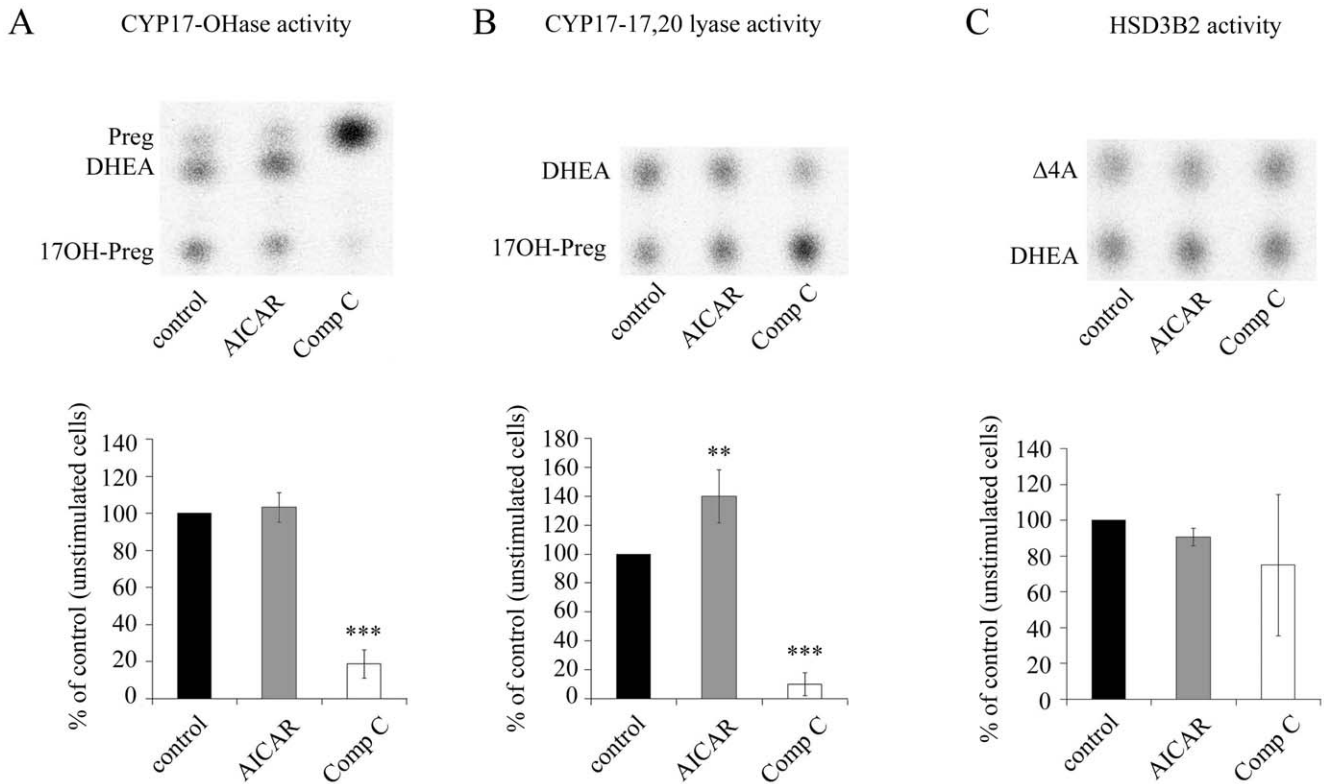 A CYP17-OHase activity
Preg
DHEA
17OH-Preg
control AICAR Comp C
% of control (unstimulated cells)
140
120
100
80
60
40
20
0
***
control AICAR Comp C
B CYP17-17,20 lyase activity
DHEA
17OH-Preg
control AICAR Comp C
% of control (unstimulated cells)
180
160
140
120
100
80
60
40
20
0
**
***
control AICAR Comp C
C HSD3B2 activity
Δ4A
DHEA
control AICAR Comp C
% of control (unstimulated cells)
140
120
100
80
60
40
20
0
control AICAR Comp C